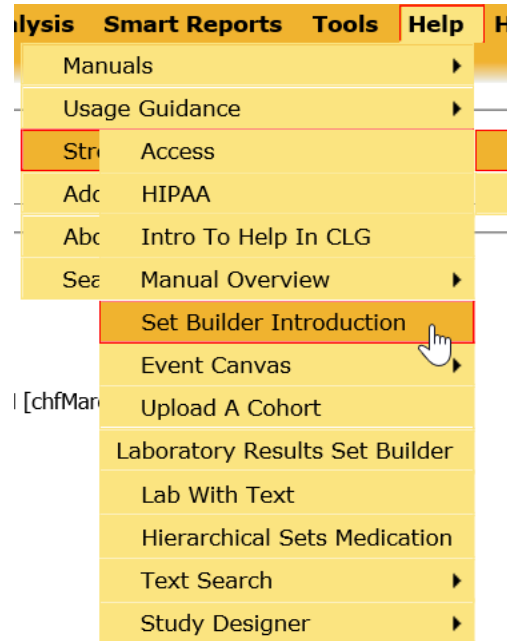 Smart Reports Tools Help
Manuals
Usage Guidance
Access
HIPAA
Intro To Help In CLG
Manual Overview
Set Builder Introduction
Event Canvas
[chfMar
Upload A Cohort
Laboratory Results Set Builder
Lab With Text
Hierarchical Sets Medication
Text Search
Study Designer